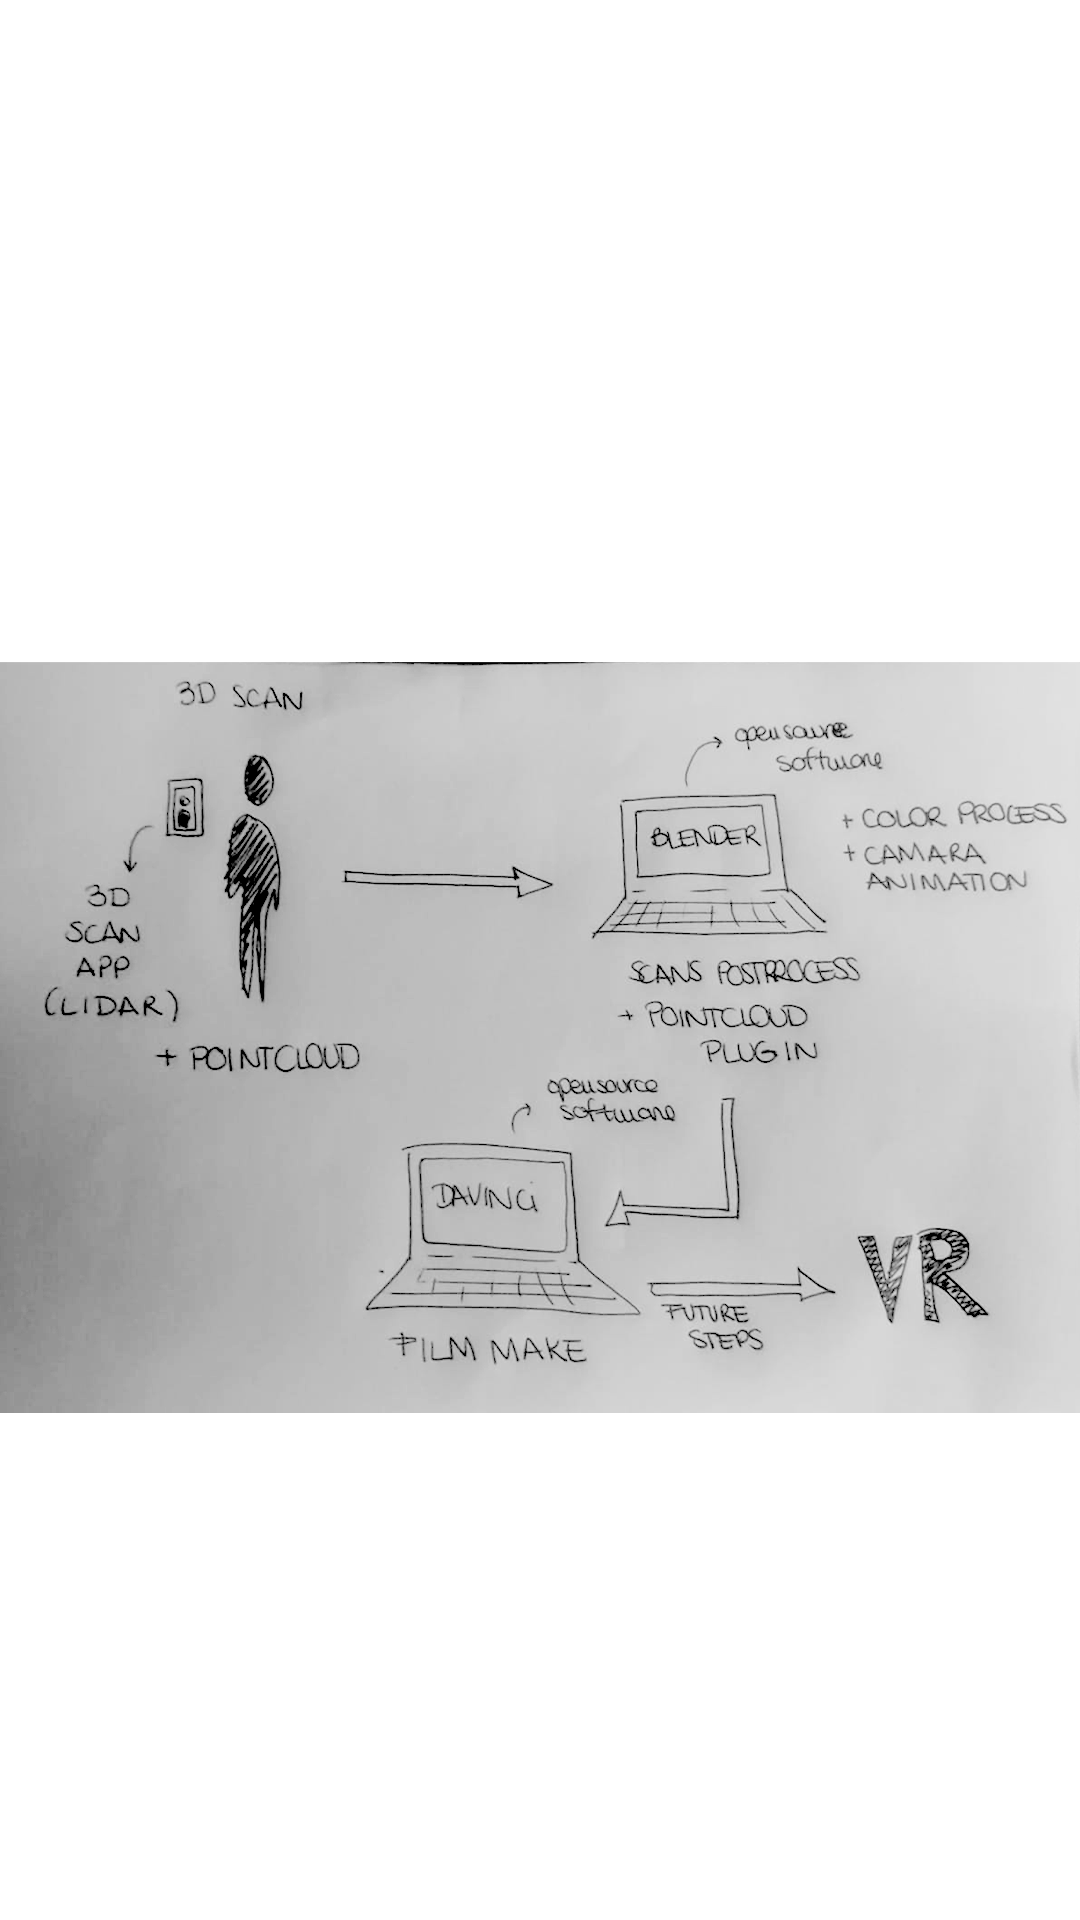 3D SCAN
3D
SCAN
APP
(LIDAR)
+ POINTCLOUD
opensource
software
BLENDER
+ COLOR PROCESS
+ CAMARA
ANIMATION
SCANS POSTPROCESS
+ POINTCLOUD
PLUGIN
opensource
software
DAVINCi
FILM MAKE
FUTURE
STEPS
VR